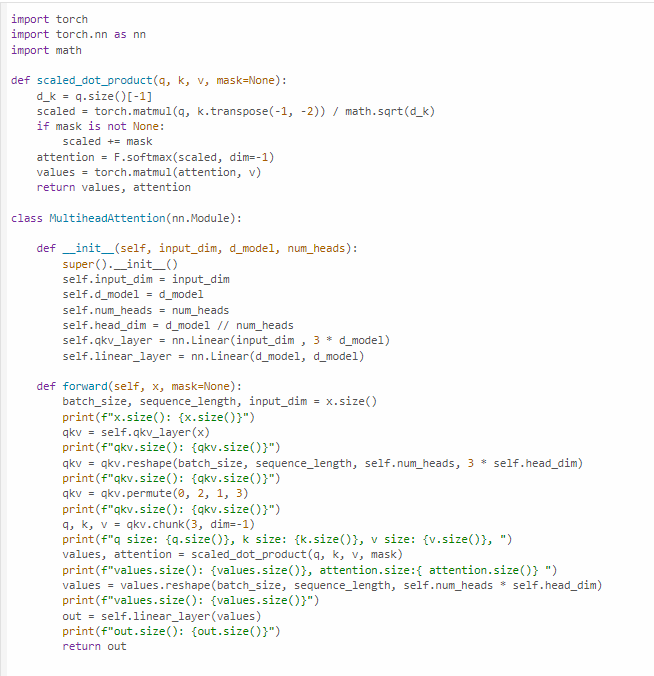 import torch
import torch.nn as nn
import math
def scaled_dot_product(q, k, v, mask=None):
    d_k = q.size()[-1]
    scaled = torch.matmul(q, k.transpose(-1, -2)) / math.sqrt(d_k)
    if mask is not None:
        scaled += mask
    attention = F.softmax(scaled, dim=-1)
    values = torch.matmul(attention, v)
    return values, attention
class MultiheadAttention(nn.Module):
    def __init__(self, input_dim, d_model, num_heads):
        super().__init__()
        self.input_dim = input_dim
        self.d_model = d_model
        self.num_heads = num_heads
        self.head_dim = d_model // num_heads
        self.qkv_layer = nn.Linear(input_dim , 3 * d_model)
        self.linear_layer = nn.Linear(d_model, d_model)
    def forward(self, x, mask=None):
        batch_size, sequence_length, input_dim = x.size()
        print(f"x.size(): {x.size()}")
        qkv = self.qkv_layer(x)
        print(f"qkv.size(): {qkv.size()}")
        qkv = qkv.reshape(batch_size, sequence_length, self.num_heads, 3 * self.head_dim)
        print(f"qkv.size(): {qkv.size()}")
        qkv = qkv.permute(0, 2, 1, 3)
        print(f"qkv.size(): {qkv.size()}")
        q, k, v = qkv.chunk(3, dim=-1)
        print(f"q size: {q.size()}, k size: {k.size()}, v size: {v.size()}, ")
        values, attention = scaled_dot_product(q, k, v, mask)
        print(f"values.size(): {values.size()}, attention.size:{ attention.size()} ")
        values = values.reshape(batch_size, sequence_length, self.num_heads * self.head_dim)
        print(f"values.size(): {values.size()}")
        out = self.linear_layer(values)
        print(f"out.size(): {out.size()}")
        return out